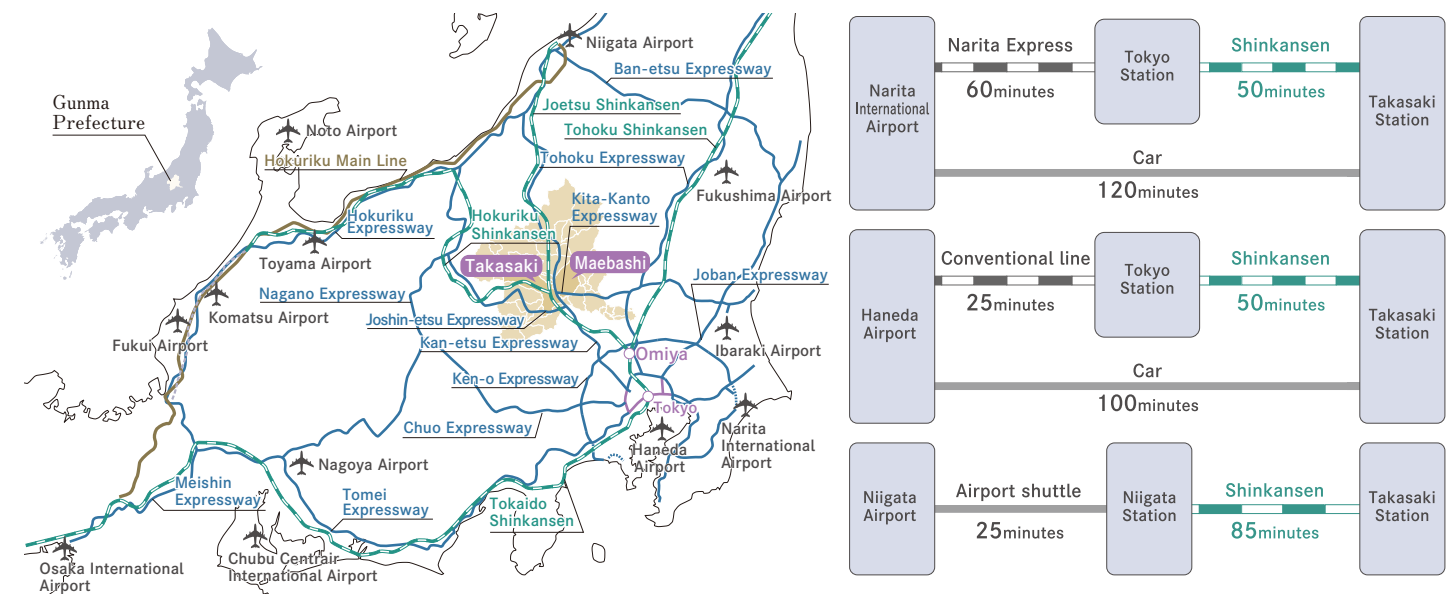 Gunma
Prefecture
Niigata Airport
Ban-etsu Expressway
Joetsu Shinkansen
Tohoku Shinkansen
Tohoku Expressway
Noto Airport
Hokuriku Main Line
Fukushima Airport
Kita-Kanto
Expressway
Hokuriku
Expressway
Hokuriku
Shinkansen
Toyama Airport
Takasaki
Maebashi
Joban Expressway
Nagano Expressway
Komatsu Airport
Joshin-etsu Expressway
Fukui Airport
Kan-etsu Expressway
Ibaraki Airport
Omiya
Ken-o Expressway
Tokyo
Chuo Expressway
Narita
International
Airport
Haneda
Airport
Nagoya Airport
Meishin
Expressway
Tomei
Expressway
Tokaido
Shinkansen
Chubu Centrair
International Airport
Osaka International
Airport
Narita
International
Airport
Narita Express
60minutes
Tokyo
Station
Shinkansen
50minutes
Takasaki
Station
Car
120minutes
Haneda
Airport
Conventional line
25minutes
Tokyo
Station
Shinkansen
50minutes
Takasaki
Station
Car
100minutes
Niigata
Airport
Airport shuttle
25minutes
Niigata
Station
Shinkansen
85minutes
Takasaki
Station